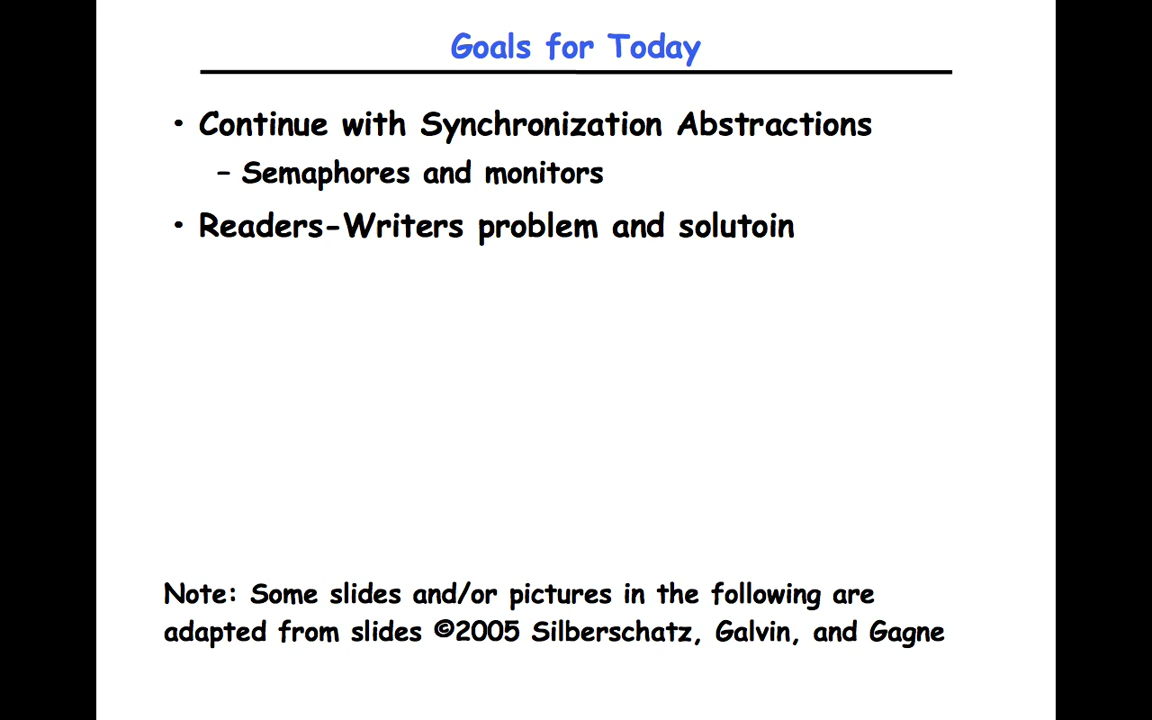 Goals for Today
• Continue with Synchronization Abstractions
– Semaphores and monitors
• Readers-Writers problem and solutoin
Note: Some slides and/or pictures in the following are
adapted from slides ©2005 Silberschatz, Galvin, and Gagne